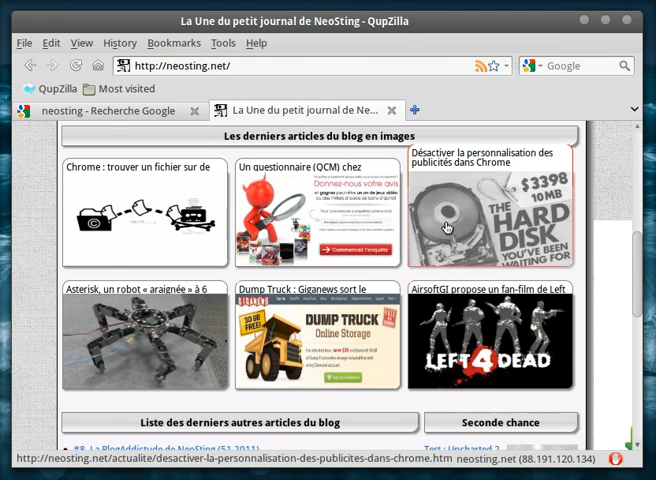 La Une du petit journal de NeoSting - QupZilla
File Edit View History Bookmarks Tools Help
http://neosting.net/
Google
QupZilla Most visited
neosting - Recherche Google
La Une du petit journal de Ne...
Les derniers articles du blog en images
Chrome : trouver un fichier sur de
Un questionnaire (QCM) chez
Donnez-nous votre avis
Commencez l'enquête
Désactiver la personnalisation des
publicités dans Chrome
$3398
10 MB
THE
HARD
DISK
YOU'VE BEEN
WAITING FOR
Asterisk, un robot « araignée » à 6
Dump Truck : Giganews sort le
GIGANEWS
30 GB
FREE!
DUMP TRUCK
Online Storage
AirsoftGI propose un fan-film de Left
LEFT 4 DEAD
Liste des derniers autres articles du blog
Seconde chance
#8. La BlogAddictude de NeoSting (51.2011)
Test : Uncharted 2
http://neosting.net/actualite/desactiver-la-personnalisation-des-publicites-dans-chrome.htm
neosting.net (88.191.120.134)